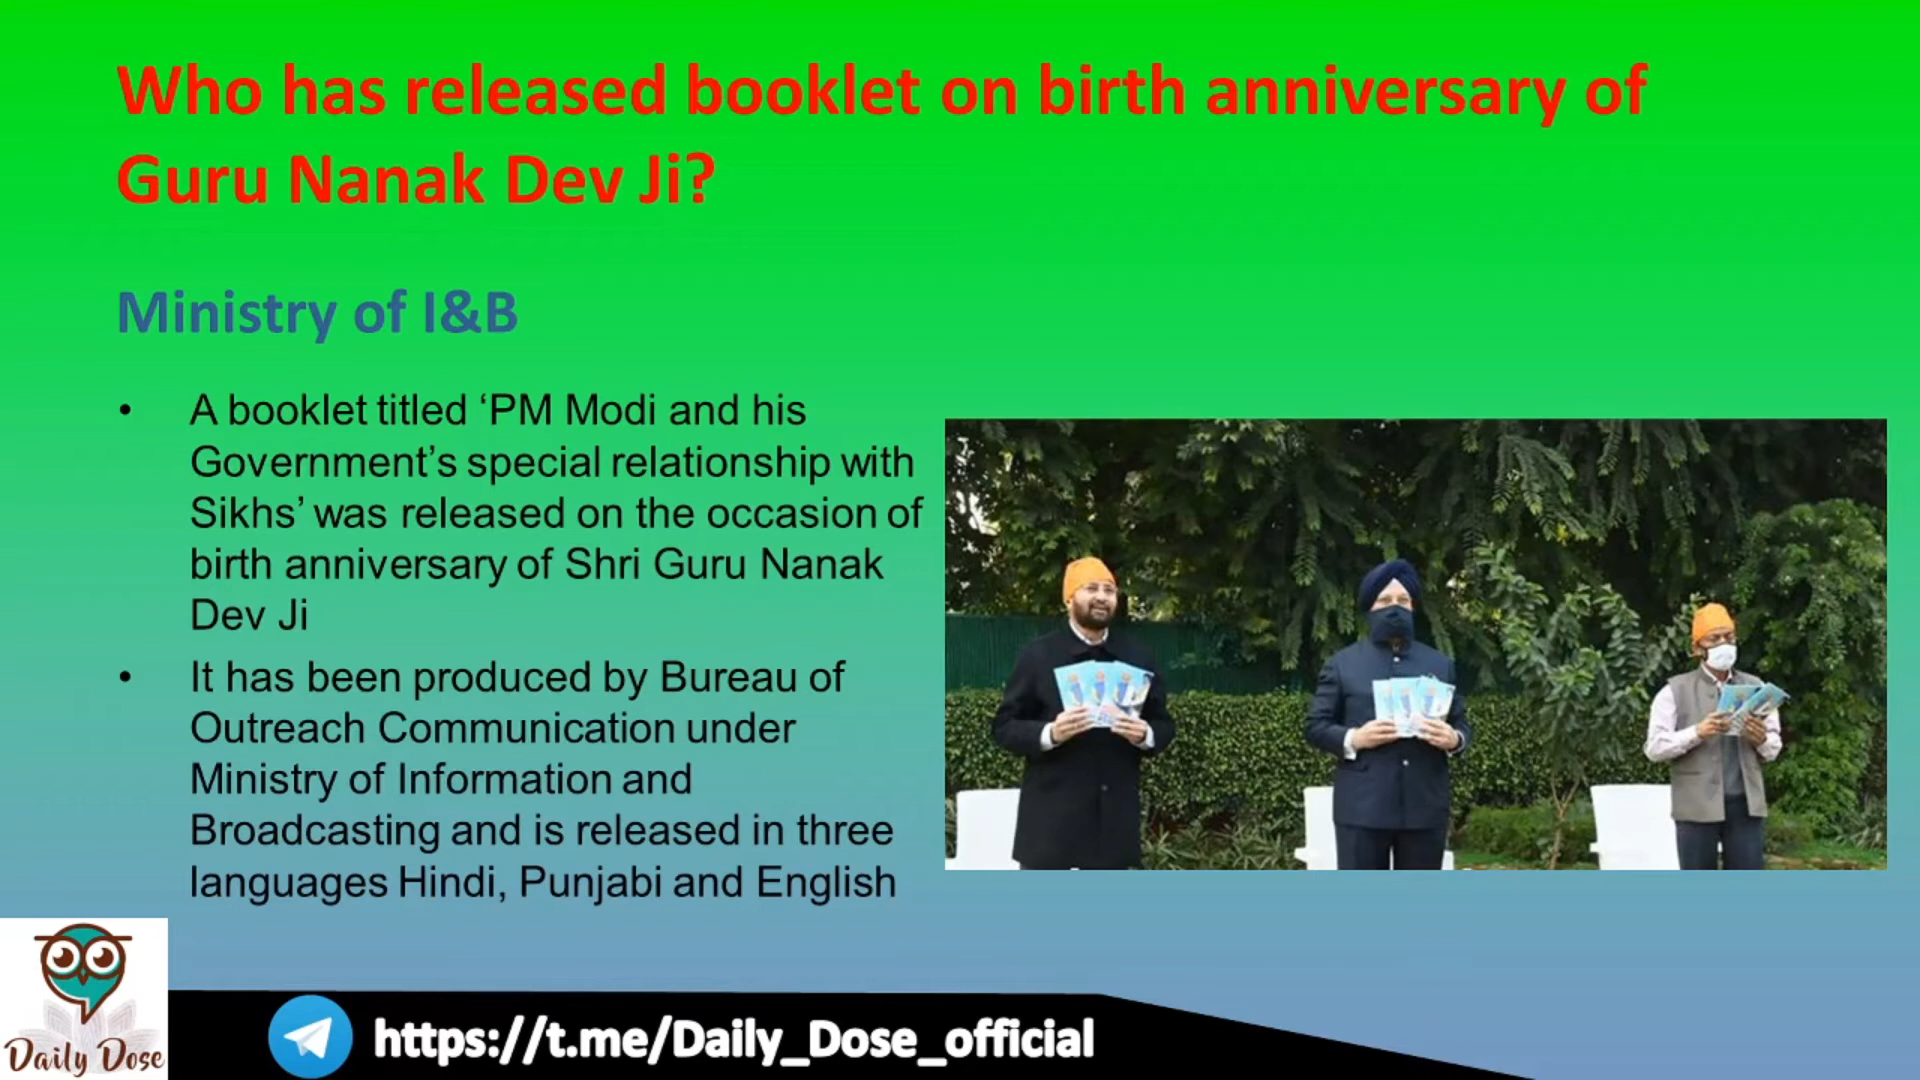 Who has released booklet on birth anniversary of
Guru Nanak Dev Ji?
Ministry of I&B
• A booklet titled ‘PM Modi and his
Government’s special relationship with
Sikhs’ was released on the occasion of
birth anniversary of Shri Guru Nanak
Dev Ji
• It has been produced by Bureau of
Outreach Communication under
Ministry of Information and
Broadcasting and is released in three
languages Hindi, Punjabi and English
Daily Dose
https://t.me/Daily_Dose_official